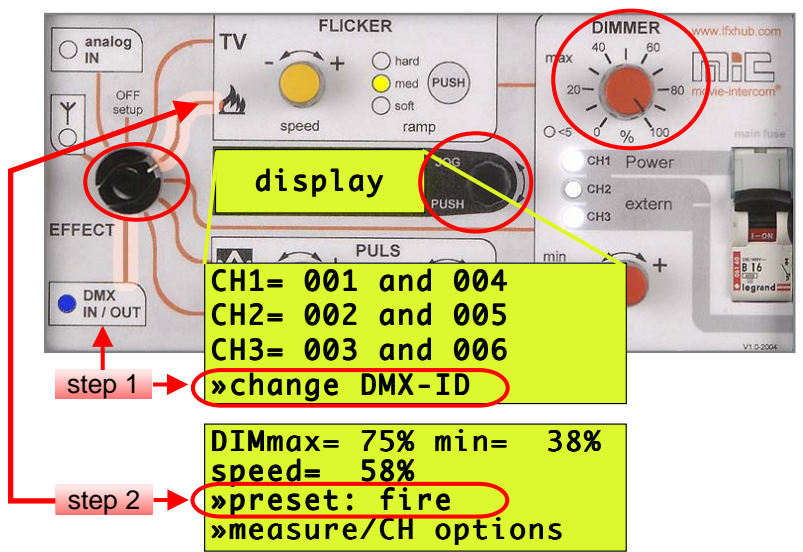 analog
IN
OFF
setup
EFFECT
DMX
IN / OUT
FLICKER
TV
- +
hard
med
soft
PUSH
speed
ramp
display
JOG
PUSH
PULS
DIMMER
www.lfxhub.com
max
40
60
20
80
0
100
%
<5
mic
movie-intercom®
main fuse
CH1 Power
CH2
extern
CH3
min
+
I-ON
B 16
legrand
V1.0-2004
CH1= 001 and 004
CH2= 002 and 005
CH3= 003 and 006
»change DMX-ID
step 1
DIMmax= 75% min= 38%
speed= 58%
»preset: fire
»measure/CH options
step 2